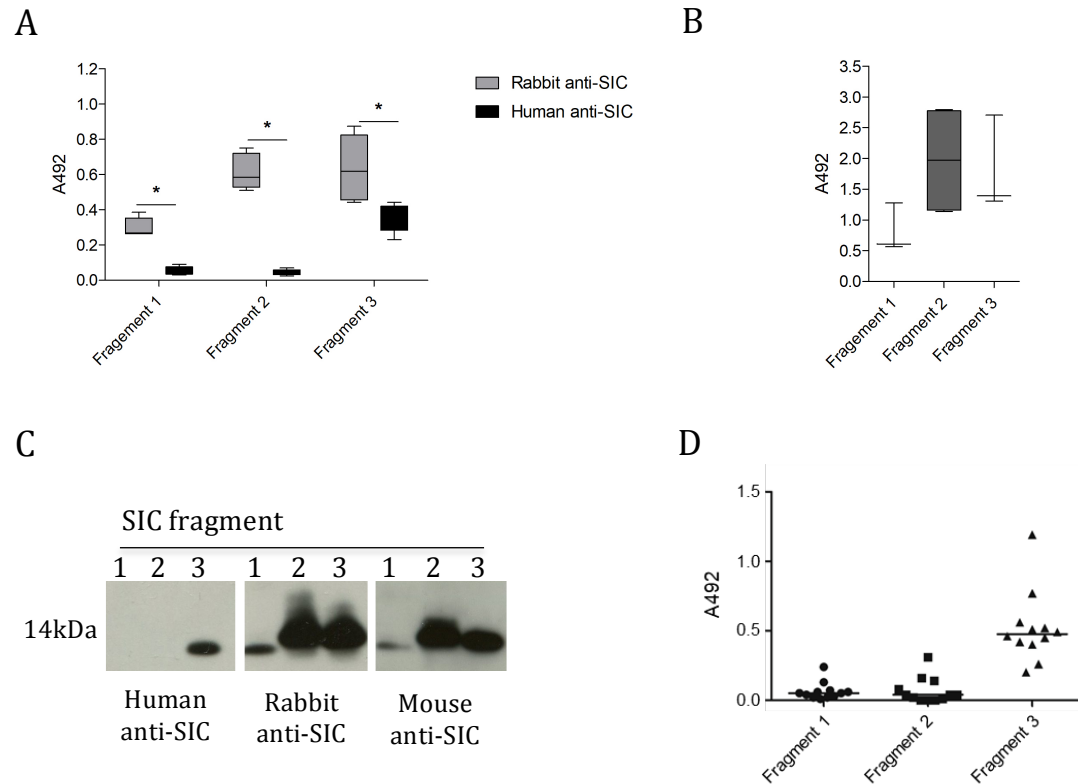 A
1.2
1.0
0.8
0.6
0.4
0.2
0.0
A492
Fragement 1
Fragment 2
Fragment 3
*
*
*
Rabbit anti-SIC
Human anti-SIC
B
3.5
3.0
2.5
2.0
1.5
1.0
0.5
0.0
A492
Fragement 1
Fragment 2
Fragment 3
C
SIC fragment
1 2 3 1 2 3 1 2 3
14kDa
Human anti-SIC
Rabbit anti-SIC
Mouse anti-SIC
D
1.5
1.0
0.5
0.0
A492
Fragment 1
Fragment 2
Fragment 3